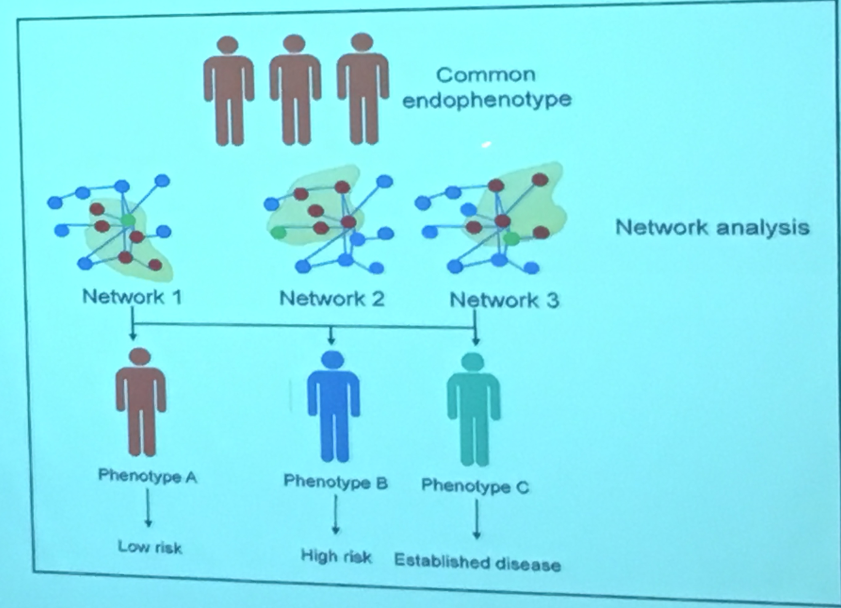 Common
endophenotype
Network analysis
Network 1
Network 2
Network 3
Phenotype A
Phenotype B
Phenotype C
Low risk
High risk
Established disease